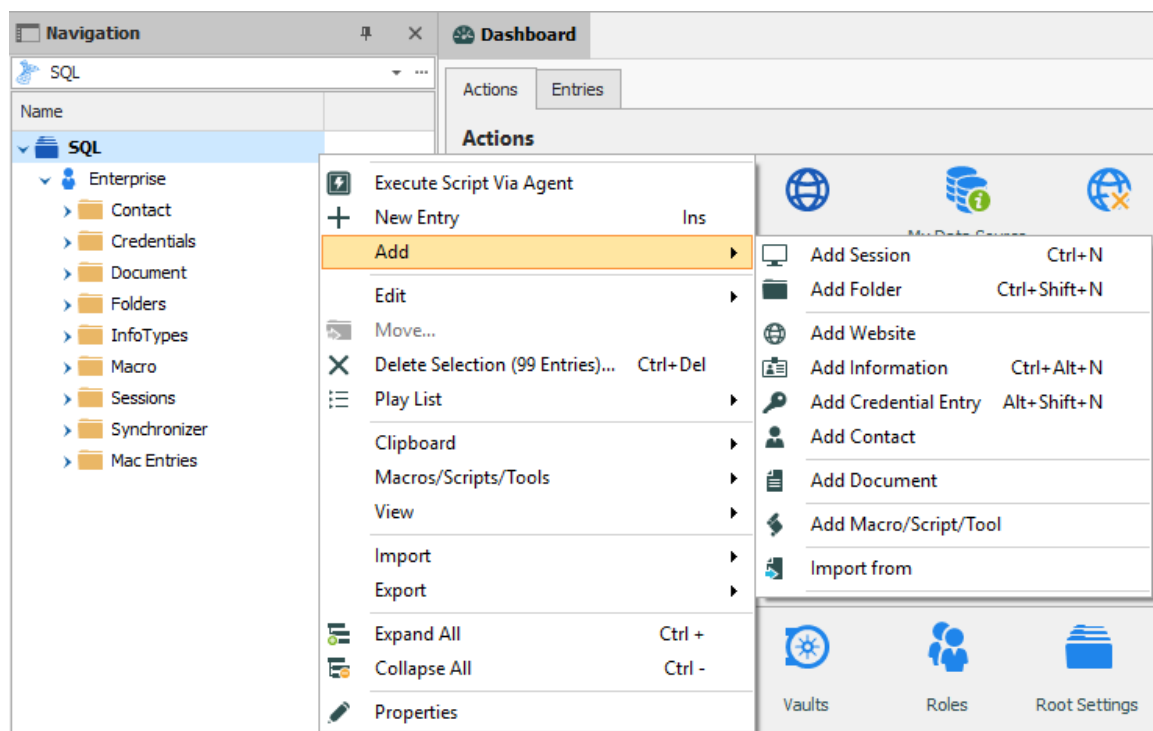 Navigation
SQL
Name
SQL
Enterprise
Contact
Credentials
Document
Folders
InfoTypes
Macro
Sessions
Synchronizer
Mac Entries
Dashboard
Actions Entries
Actions
Execute Script Via Agent
New Entry Ins
Add
Edit
Move...
Delete Selection (99 Entries)... Ctrl+Del
Play List
Clipboard
Macros/Scripts/Tools
View
Import
Export
Expand All Ctrl +
Collapse All Ctrl -
Properties
My Data Source
Add Session Ctrl+N
Add Folder Ctrl+Shift+N
Add Website
Add Information Ctrl+Alt+N
Add Credential Entry Alt+Shift+N
Add Contact
Add Document
Add Macro/Script/Tool
Import from
Vaults Roles Root Settings